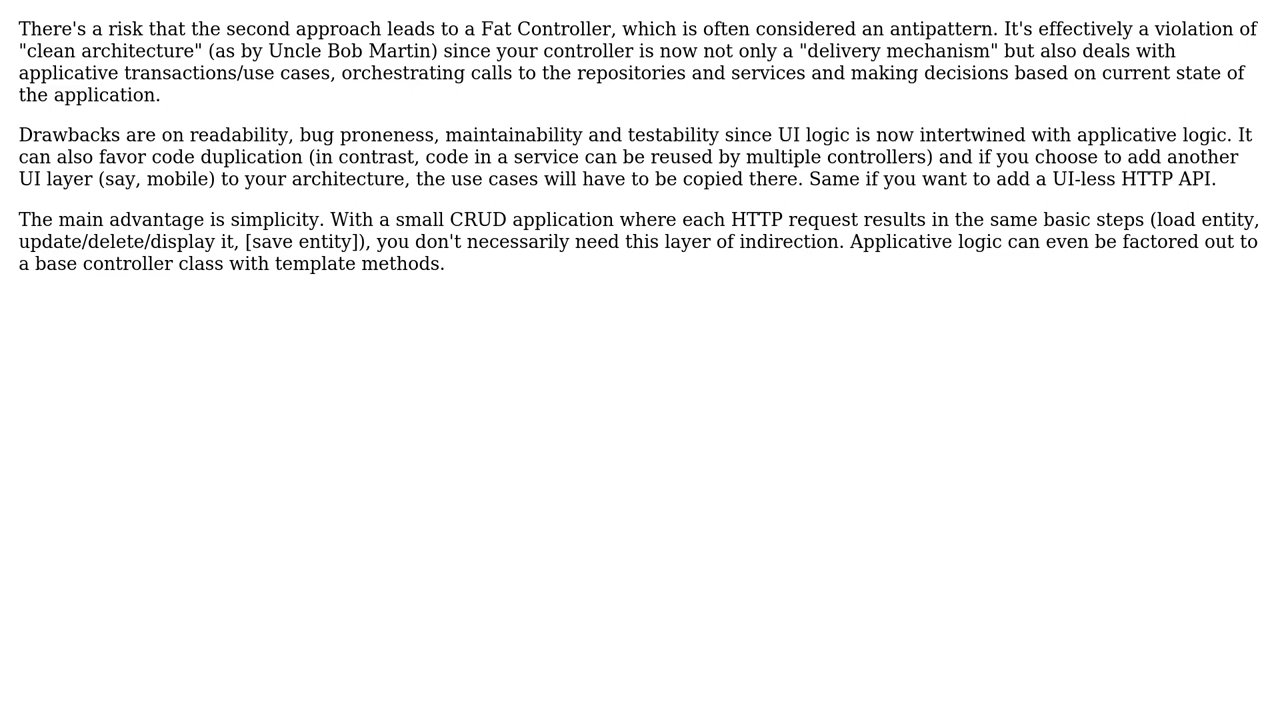 There's a risk that the second approach leads to a Fat Controller, which is often considered an antipattern. It's effectively a violation of
"clean architecture" (as by Uncle Bob Martin) since your controller is now not only a "delivery mechanism" but also deals with
applicative transactions/use cases, orchestrating calls to the repositories and services and making decisions based on current state of
the application.
Drawbacks are on readability, bug proneness, maintainability and testability since UI logic is now intertwined with applicative logic. It
can also favor code duplication (in contrast, code in a service can be reused by multiple controllers) and if you choose to add another
UI layer (say, mobile) to your architecture, the use cases will have to be copied there. Same if you want to add a UI-less HTTP API.
The main advantage is simplicity. With a small CRUD application where each HTTP request results in the same basic steps (load entity,
update/delete/display it, [save entity]), you don't necessarily need this layer of indirection. Applicative logic can even be factored out to
a base controller class with template methods.